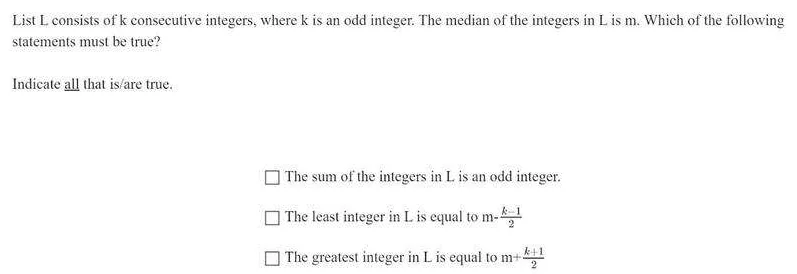 List L consists of k consecutive integers, where k is an odd integer. The median of the integers in L is m. Which of the following
statements must be true?
Indicate all that is/are true.
The sum of the integers in L is an odd integer.
The least integer in L is equal to m-\frac{k-1}{2}
The greatest integer in L is equal to m+\frac{k+1}{2}